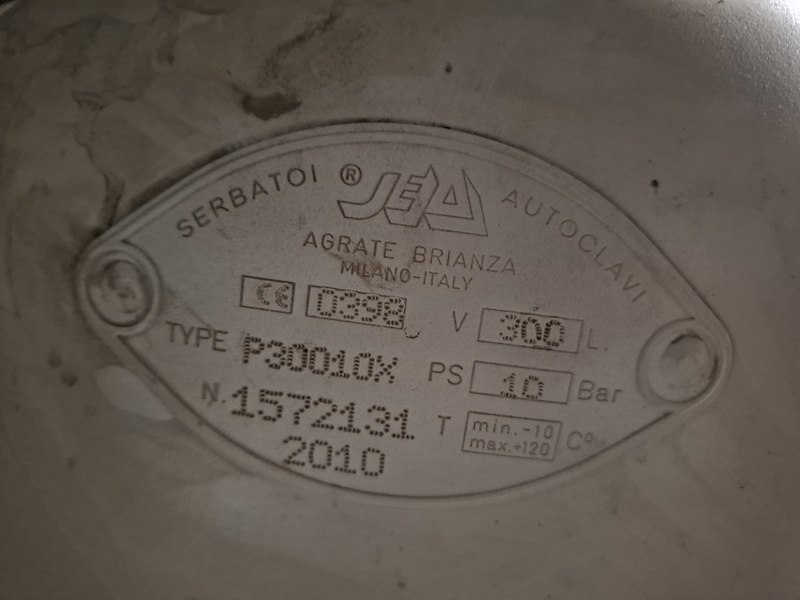 SERBATOI ® SEA AUTOCLAVI
AGRATE BRIANZA
MILANO-ITALY
CE 0398 V 300 L.
TYPE P30010X PS 10 Bar
N. 1572131 T min.-10 max.+120 C°
2010